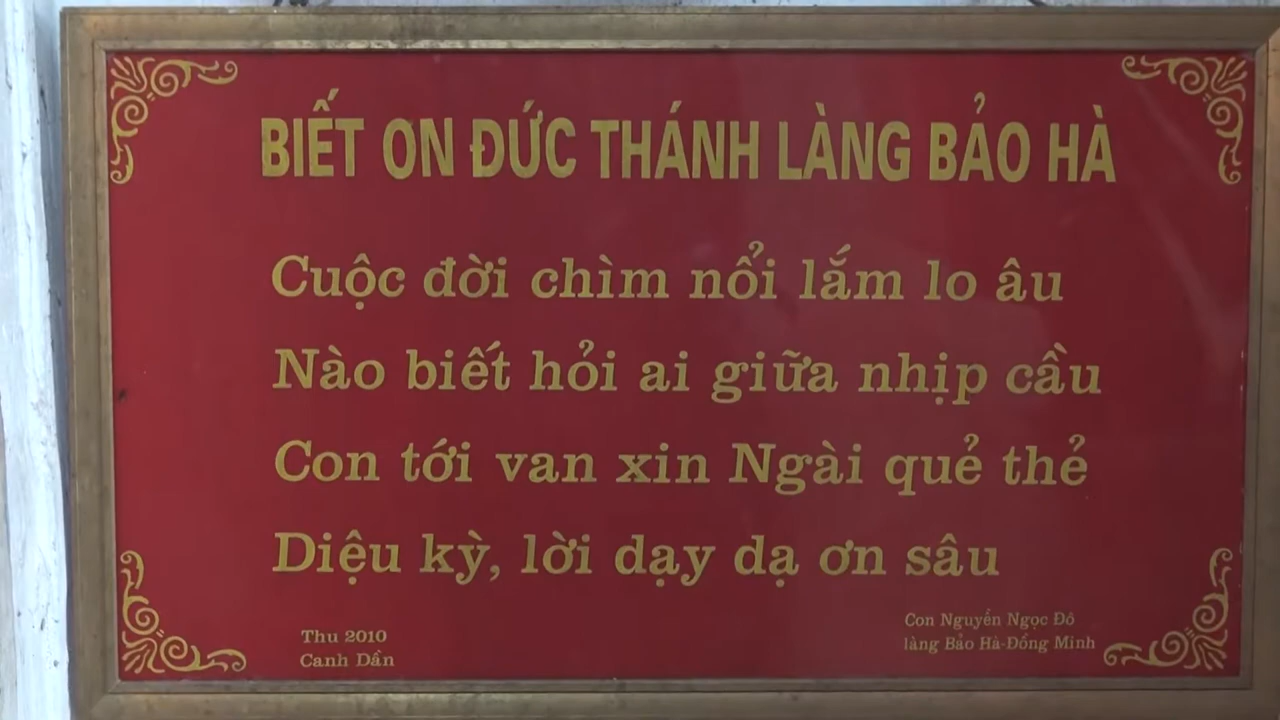 BIẾT ON ĐỨC THÁNH LÀNG BẢO HÀ
Cuộc đời chìm nổi lắm lo âu
Nào biết hỏi ai giữa nhịp cầu
Con tới van xin Ngài quẻ thẻ
Diệu kỳ, lời dạy dạ ơn sâu
Thu 2010
Canh Dần
Con Nguyễn Ngọc Đô
làng Bảo Hà-Đồng Minh